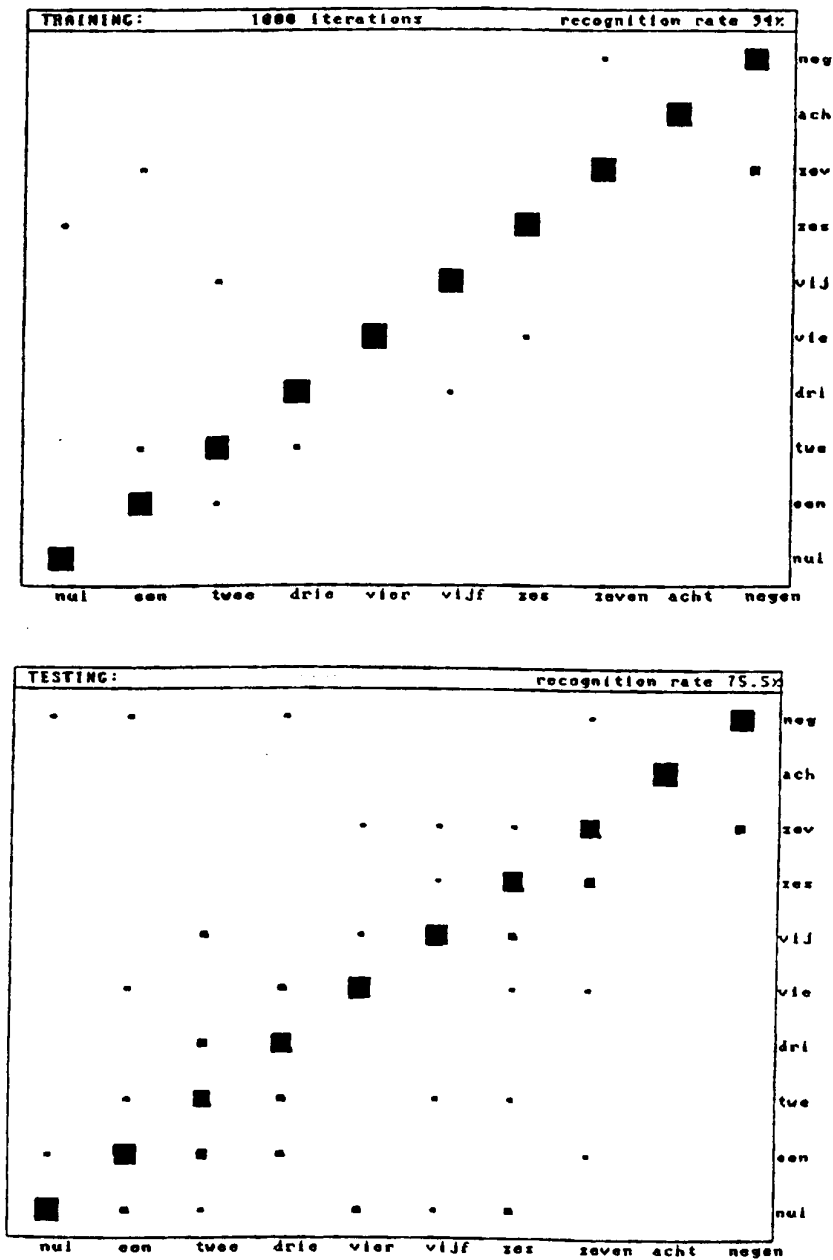 TRAINING: 1000 iterations recognition rate 94%
neg
ach
zev
zes
vij
vie
dri
twe
een
nul
nul een twee drie vier vijf zes zeven acht negen
TESTING: recognition rate 75.5%
neg
ach
zev
zes
vij
vie
dri
twe
een
nul
nul een twee drie vier vijf zes zeven acht negen